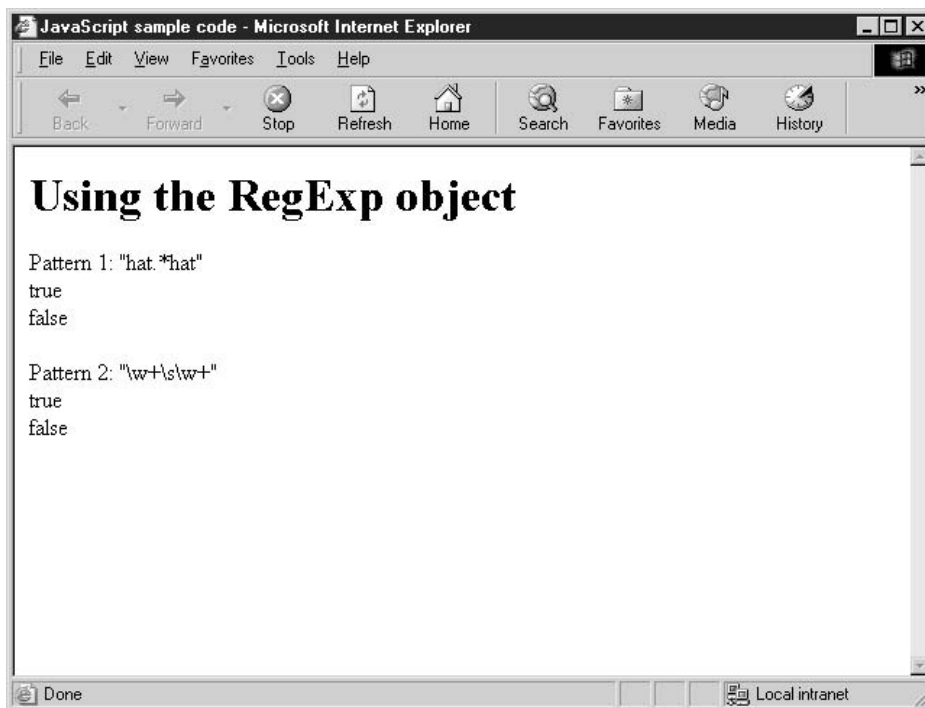 JavaScript sample code - Microsoft Internet Explorer
File Edit View Favorites Tools Help
Back Forward Stop Refresh Home Search Favorites Media History »
Using the RegExp object
Pattern 1: "hat.*hat"
true
false
Pattern 2: "\w+\s\w+"
true
false
Done Local intranet